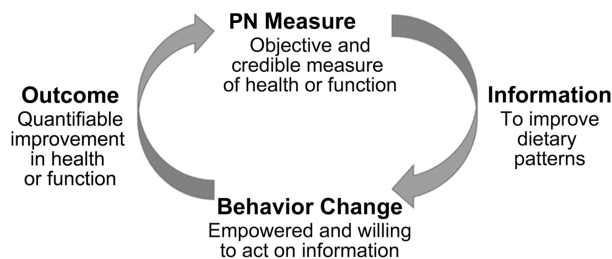 PN Measure
Objective and
credible measure
of health or function
Information
To improve
dietary
patterns
Behavior Change
Empowered and willing
to act on information
Outcome
Quantifiable
improvement
in health
or function